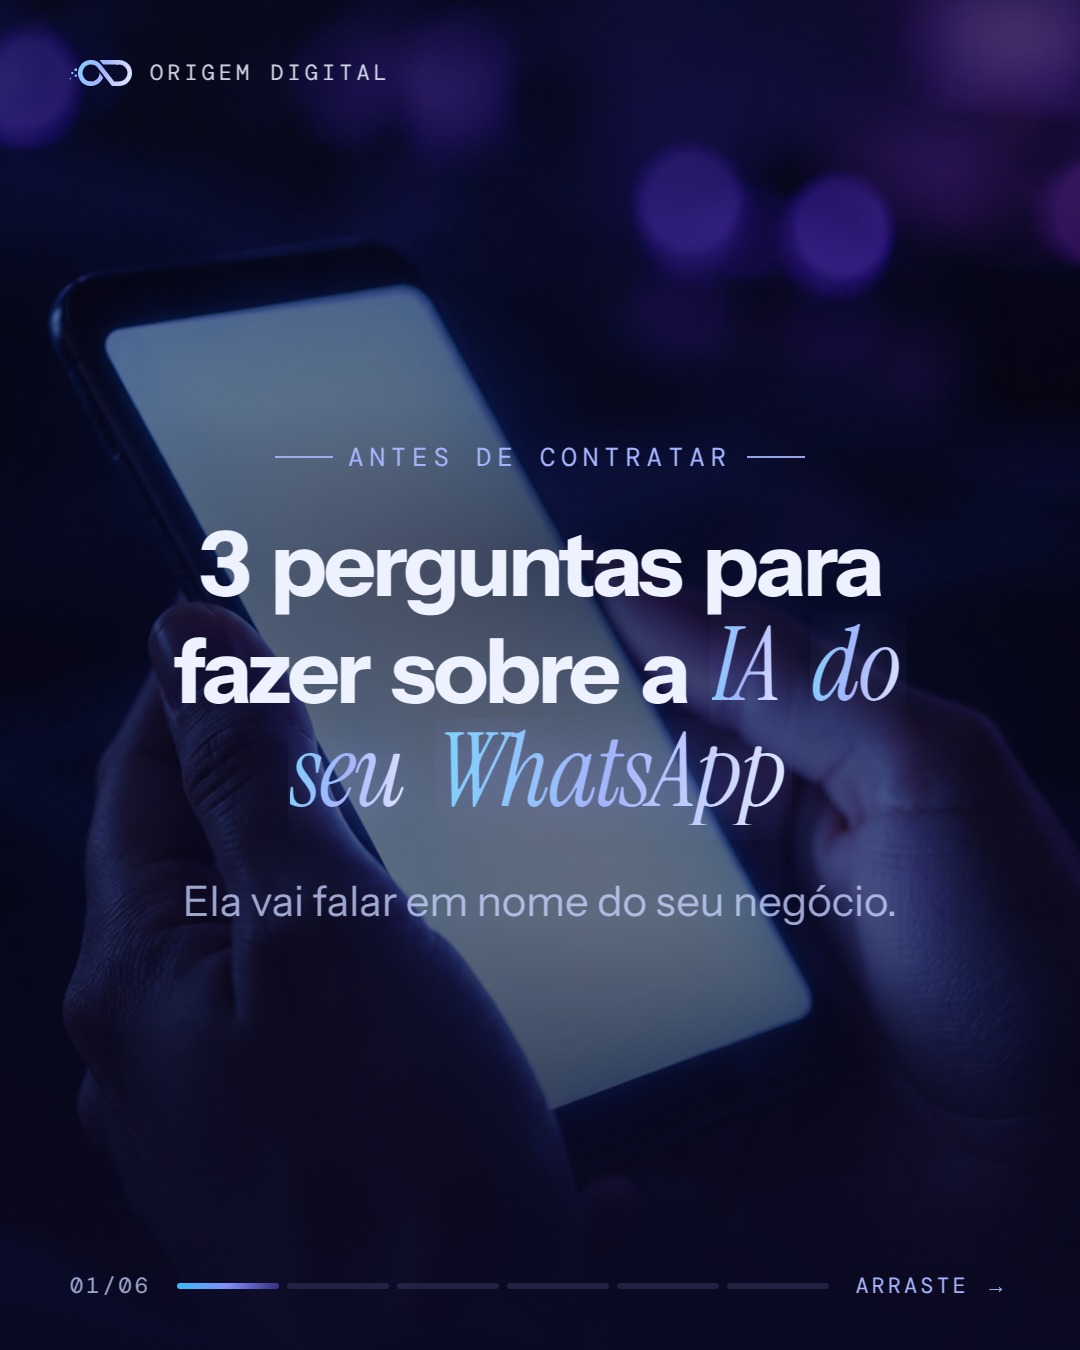 ORIGEM DIGITAL
ANTES DE CONTRATAR
3 perguntas para
fazer sobre a IA do
seu WhatsApp
Ela vai falar em nome do seu negócio.
01/06
ARRASTE →